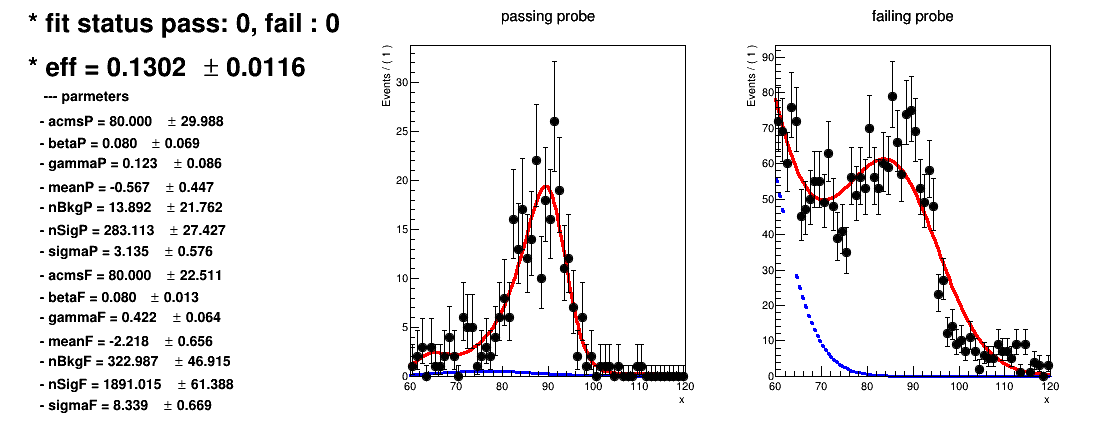 * fit status pass: 0, fail : 0
* eff = 0.1302 ± 0.0116
--- parmeters
- acmsP = 80.000 ± 29.988
- betaP = 0.080 ± 0.069
- gammaP = 0.123 ± 0.086
- meanP = -0.567 ± 0.447
- nBkgP = 13.892 ± 21.762
- nSigP = 283.113 ± 27.427
- sigmaP = 3.135 ± 0.576
- acmsF = 80.000 ± 22.511
- betaF = 0.080 ± 0.013
- gammaF = 0.422 ± 0.064
- meanF = -2.218 ± 0.656
- nBkgF = 322.987 ± 46.915
- nSigF = 1891.015 ± 61.388
- sigmaF = 8.339 ± 0.669
passing probe
Events / ( 1 )
30
25
20
15
10
5
0
60 70 80 90 100 110 120
x
failing probe
Events / ( 1 )
90
80
70
60
50
40
30
20
10
0
60 70 80 90 100 110 120
x